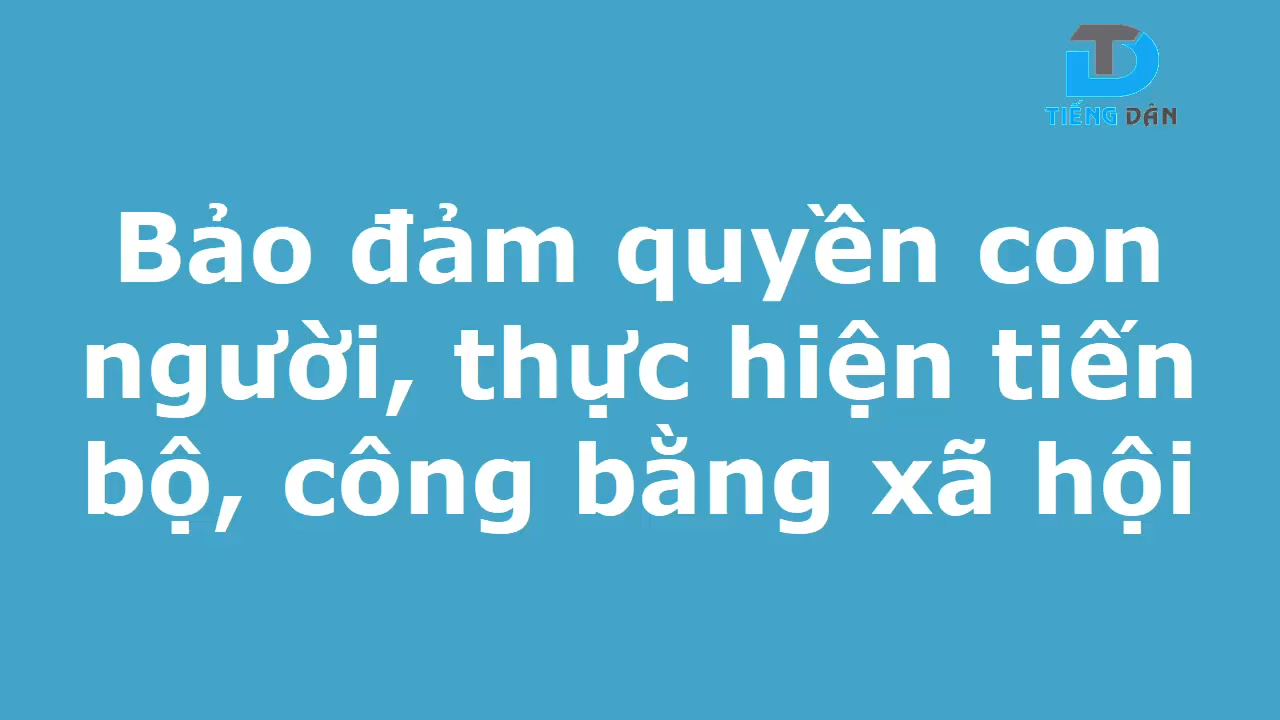 TIẾNG DÂN
Bảo đảm quyền con
người, thực hiện tiến
bộ, công bằng xã hội